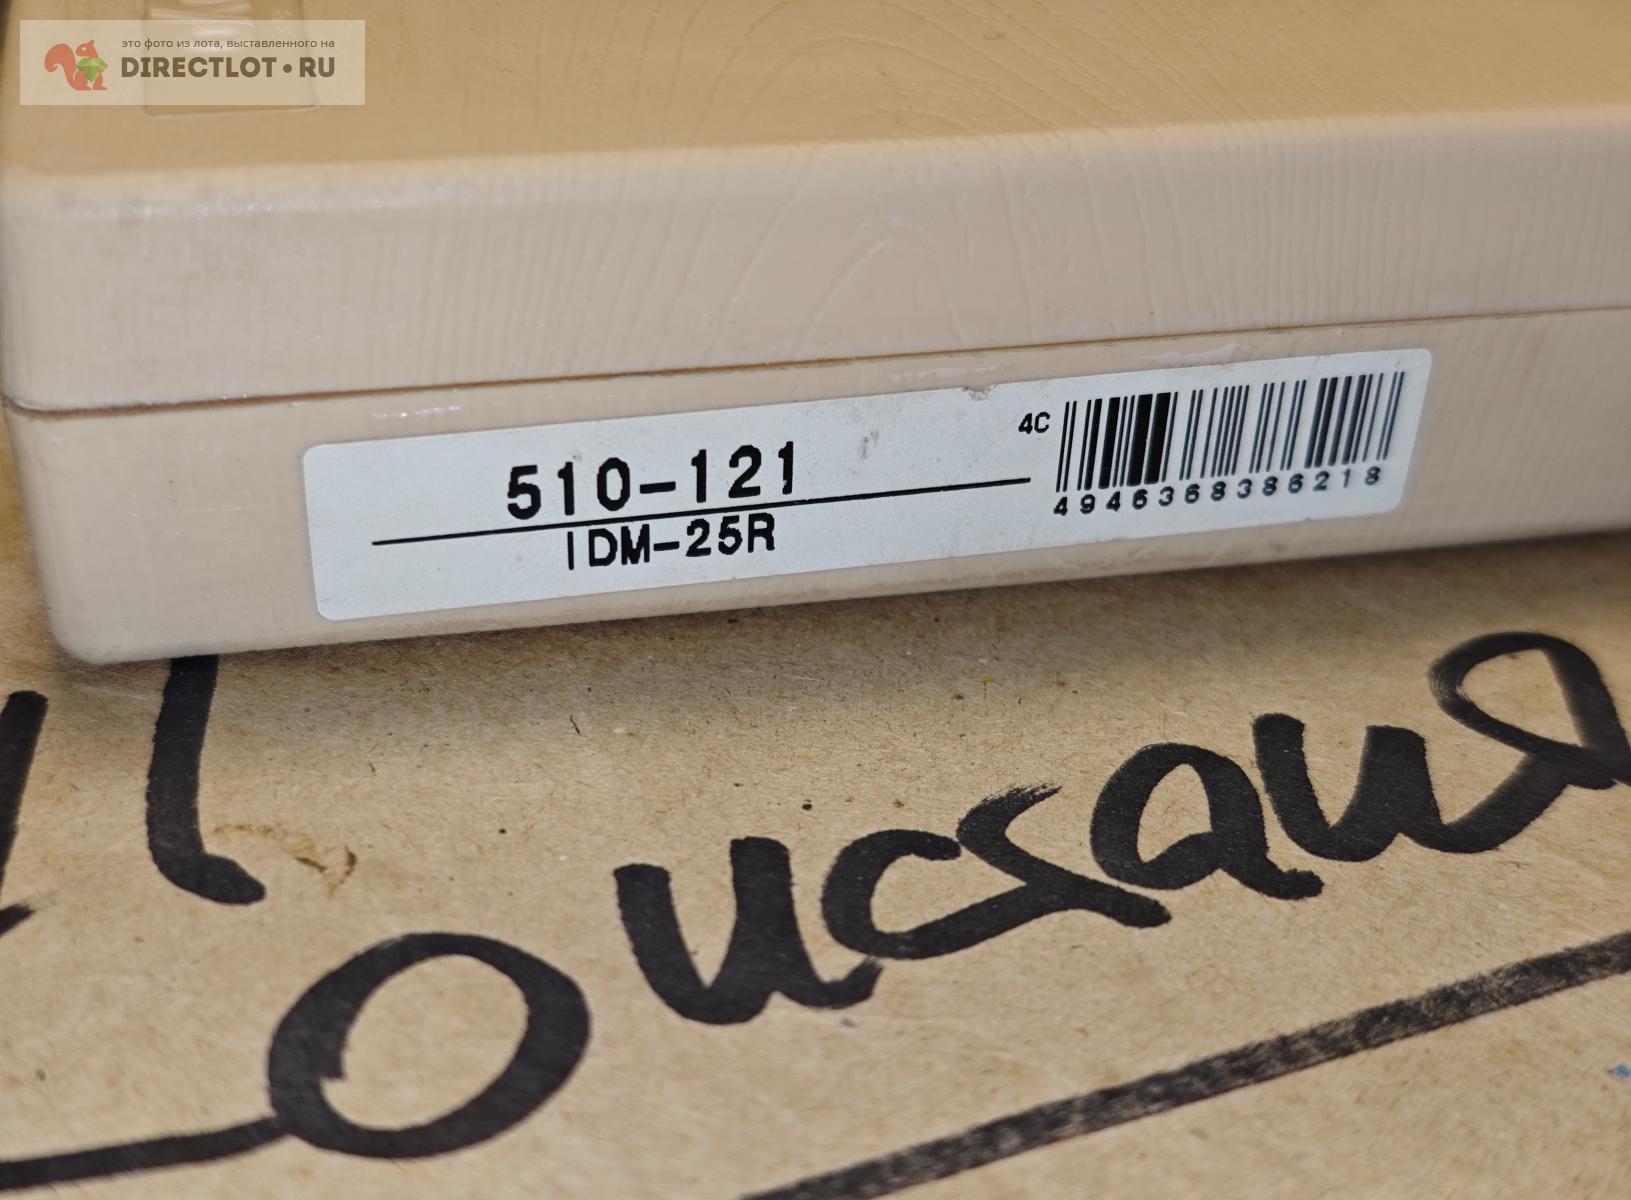 это фото из лота, выставленного на
DIRECTLOT•RU
4C
510-121
IDM-25R
4946368386218